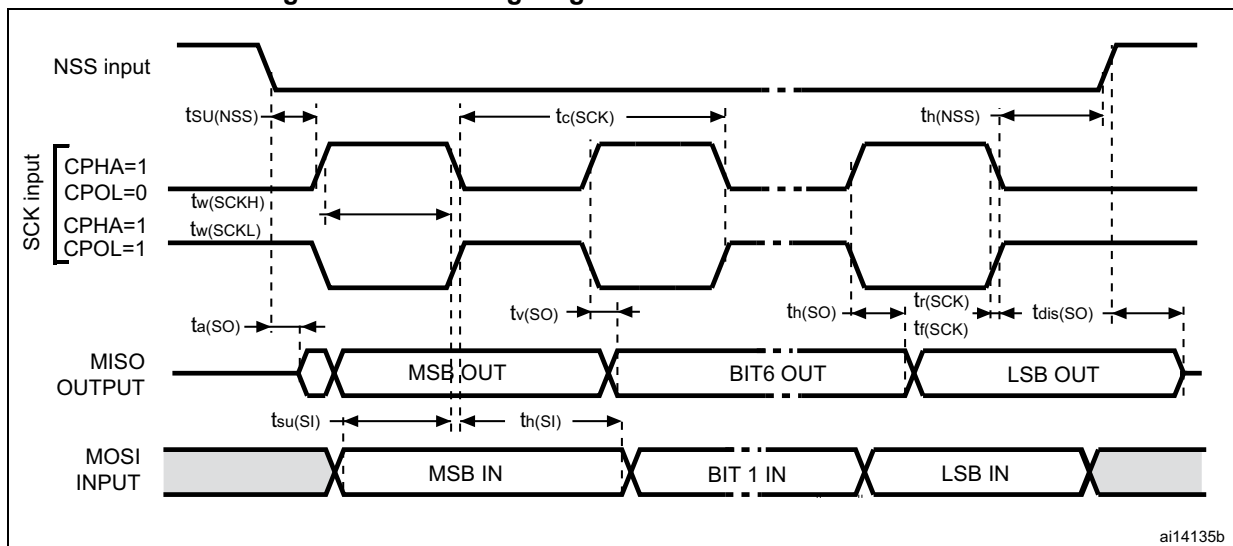 NSS input
tSU(NSS)
tc(SCK)
th(NSS)
SCK input
CPHA=1
CPOL=0
tw(SCKH)
CPHA=1
tw(SCKL)
CPOL=1
ta(SO)
tv(SO)
th(SO)
tr(SCK)
tf(SCK)
tdis(SO)
MISO
OUTPUT
MSB OUT
BIT6 OUT
LSB OUT
tsu(SI)
th(SI)
MOSI
INPUT
MSB IN
BIT 1 IN
LSB IN
ai14135b